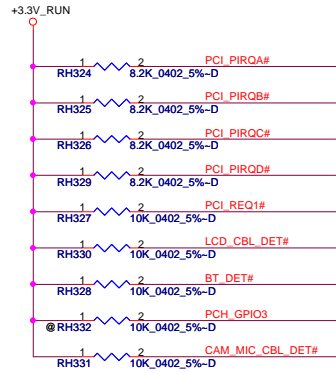 +3.3V_RUN
1 2 PCI_PIRQA#
RH324 8.2K_0402_5%~D
1 2 PCI_PIRQB#
RH325 8.2K_0402_5%~D
1 2 PCI_PIRQC#
RH326 8.2K_0402_5%~D
1 2 PCI_PIRQD#
RH329 8.2K_0402_5%~D
1 2 PCI_REQ1#
RH327 10K_0402_5%~D
1 2 LCD_CBL_DET#
RH330 10K_0402_5%~D
1 2 BT_DET#
RH328 10K_0402_5%~D
1 2 PCH_GPIO3
@ RH332 10K_0402_5%~D
1 2 CAM_MIC_CBL_DET#
RH331 10K_0402_5%~D